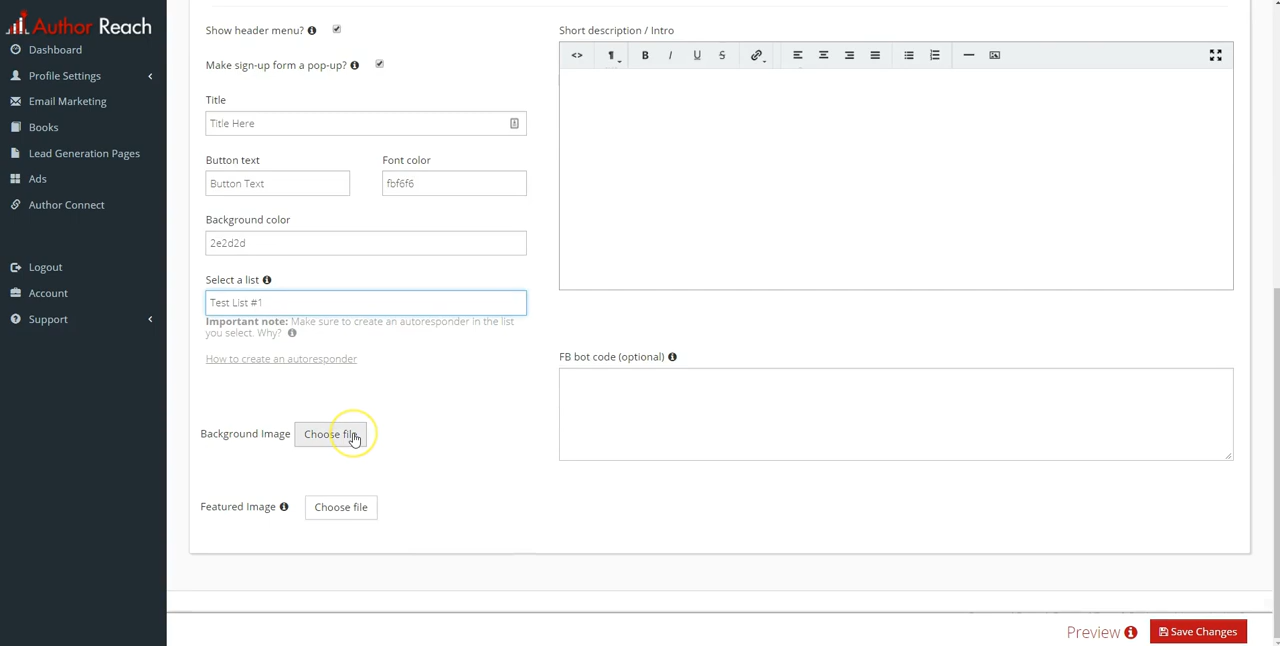 Author Reach
Dashboard
Profile Settings
Email Marketing
Books
Lead Generation Pages
Ads
Author Connect
Logout
Account
Support
Show header menu?
Make sign-up form a pop-up?
Title
Title Here
Button text
Font color
Button Text
fbf6f6
Background color
2e2d2d
Select a list
Test List #1
Important note: Make sure to create an autoresponder in the list
you select. Why?
How to create an autoresponder
Background Image
Choose file
Featured Image
Choose file
Short description / Intro
<> ¶ B I U S
FB bot code (optional)
Preview
Save Changes